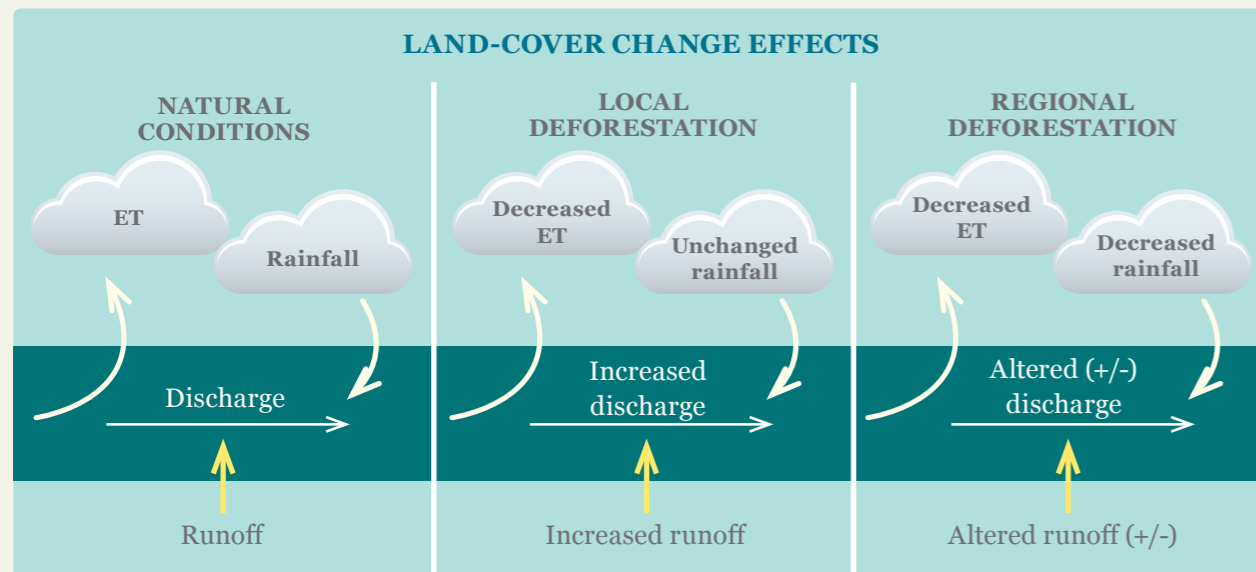 LAND-COVER CHANGE EFFECTS
NATURAL
CONDITIONS
ET
Rainfall
Discharge
Runoff
LOCAL
DEFORESTATION
Decreased
ET
Unchanged
rainfall
Increased
discharge
Increased runoff
REGIONAL
DEFORESTATION
Decreased
ET
Decreased
rainfall
Altered (+/-)
discharge
Altered runoff (+/-)